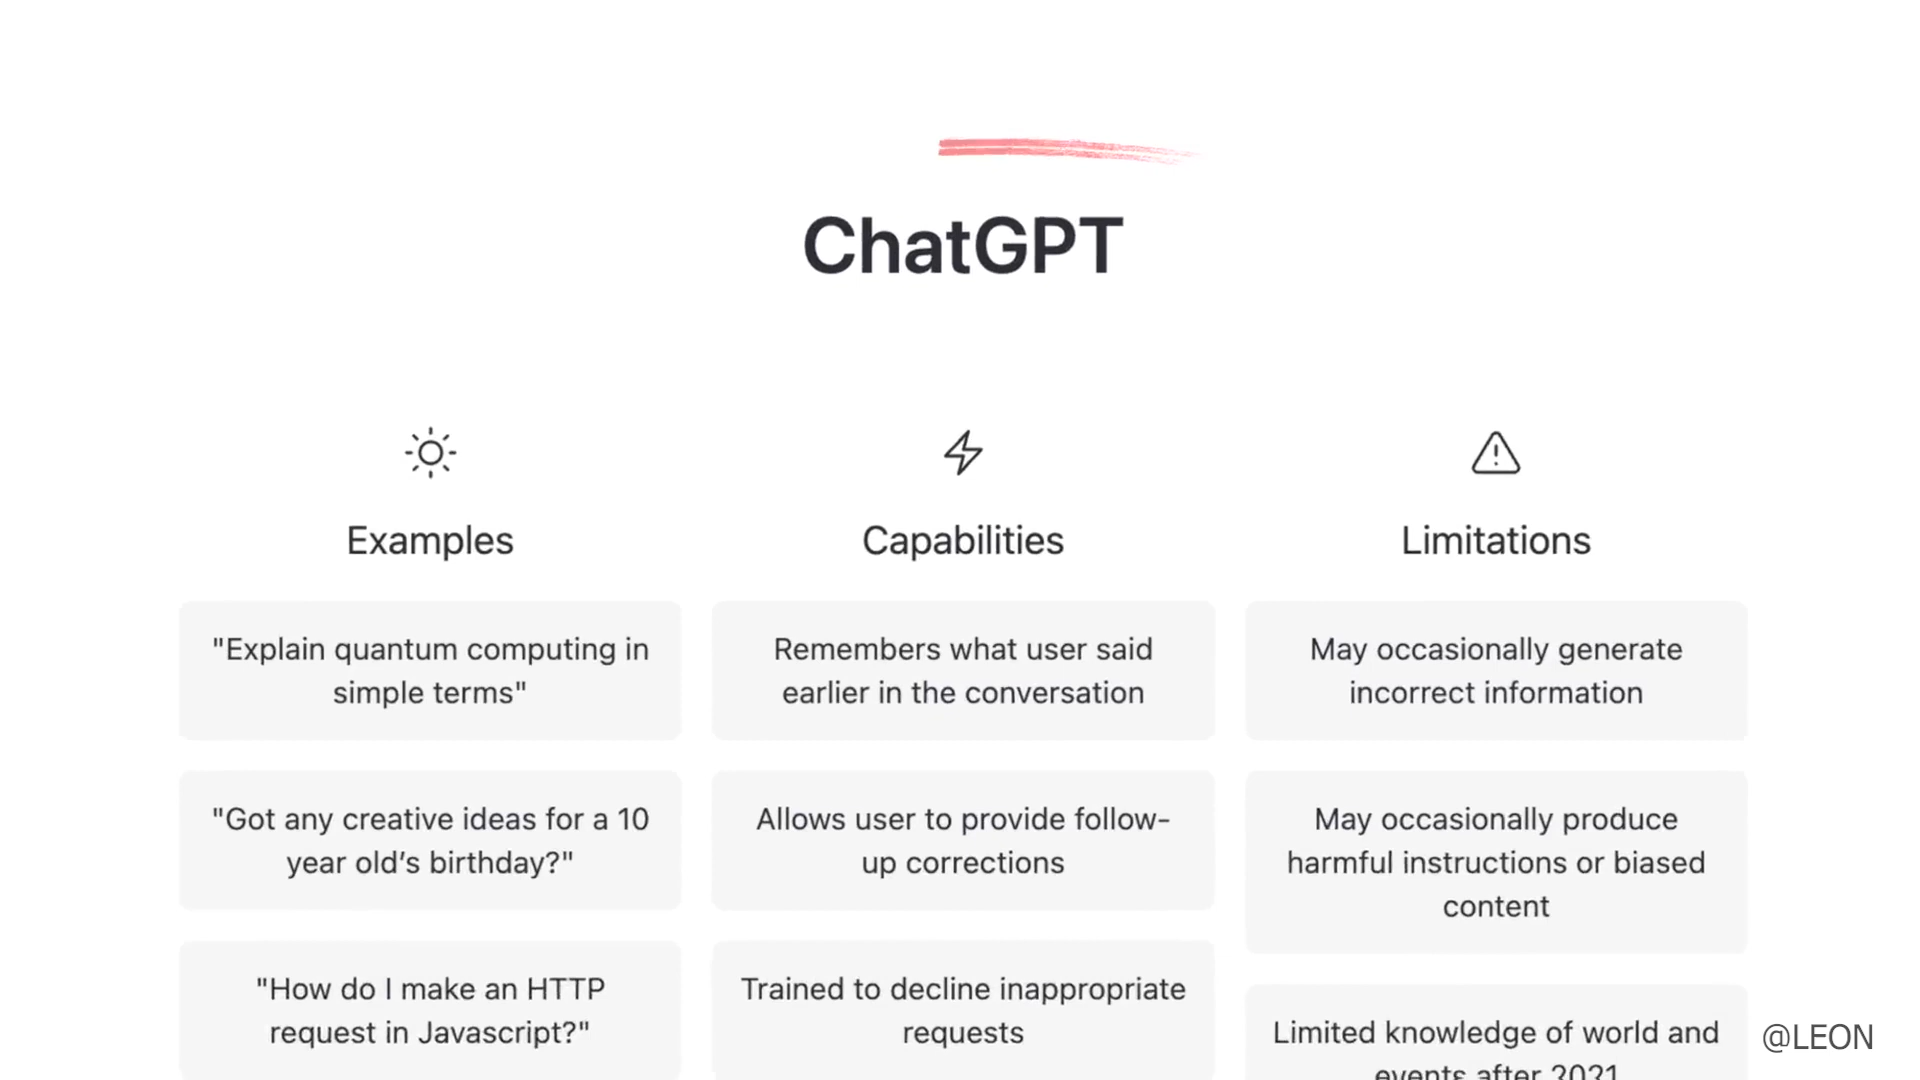 ChatGPT
Examples
"Explain quantum computing in
simple terms"
"Got any creative ideas for a 10
year old’s birthday?"
"How do I make an HTTP
request in Javascript?"
Capabilities
Remembers what user said
earlier in the conversation
Allows user to provide follow-
up corrections
Trained to decline inappropriate
requests
Limitations
May occasionally generate
incorrect information
May occasionally produce
harmful instructions or biased
content
Limited knowledge of world and
events after 2021
@LEON